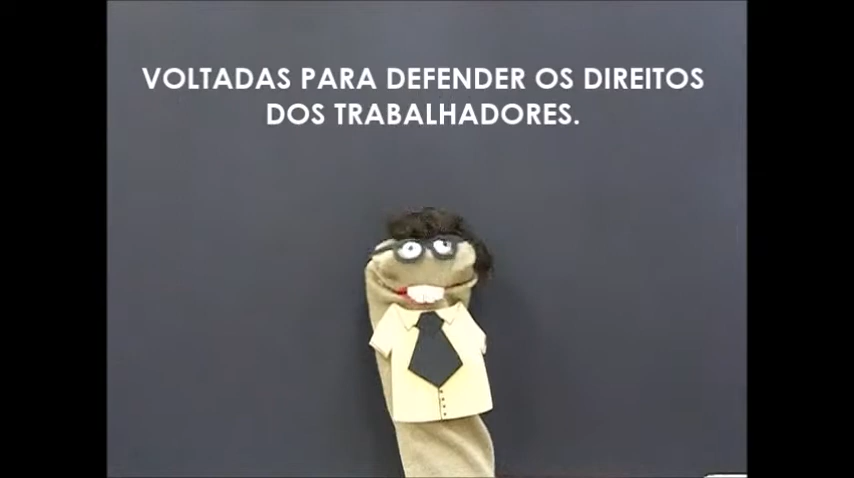 VOLTADAS PARA DEFENDER OS DIREITOS
DOS TRABALHADORES.